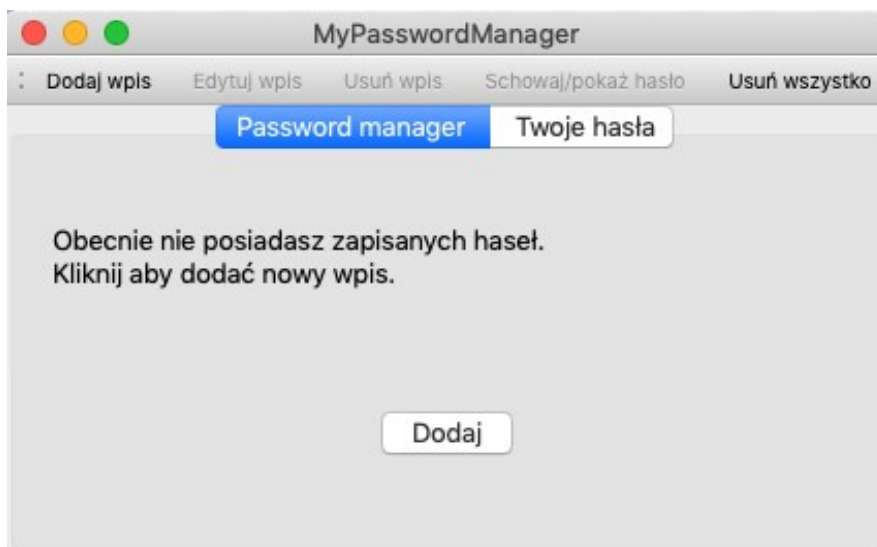 MyPasswordManager
Dodaj wpis Edytuj wpis Usuń wpis Schowaj/pokaż hasło Usuń wszystko
Password manager Twoje hasła
Obecnie nie posiadasz zapisanych haseł.
Kliknij aby dodać nowy wpis.
Dodaj